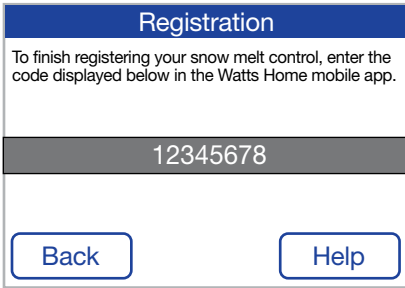 Registration
To finish registering your snow melt control, enter the
code displayed below in the Watts Home mobile app.
12345678
Back
Help